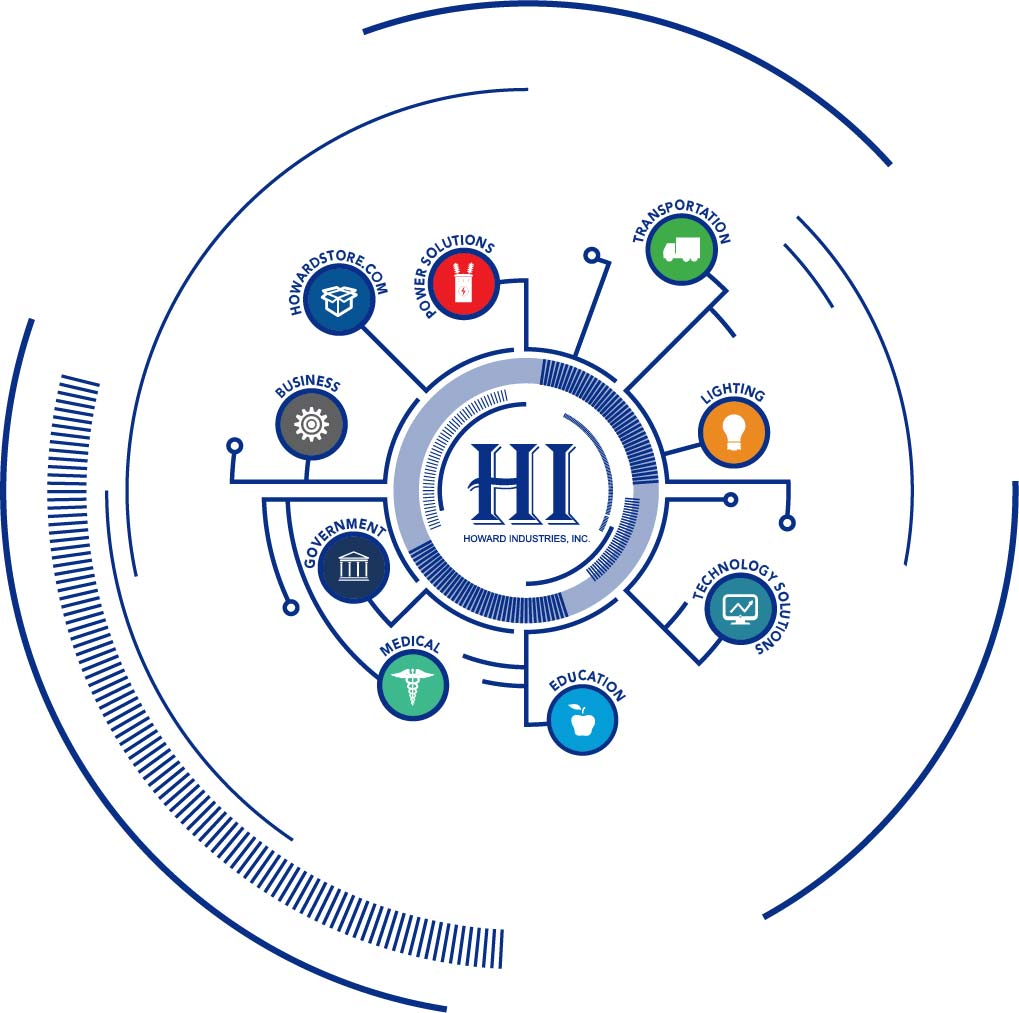 TRANSPORTATION
POWER SOLUTIONS
HOWARDSTORE.COM
BUSINESS
LIGHTING
HI
HOWARD INDUSTRIES, INC.
GOVERNMENT
TECHNOLOGY SOLUTIONS
MEDICAL
EDUCATION